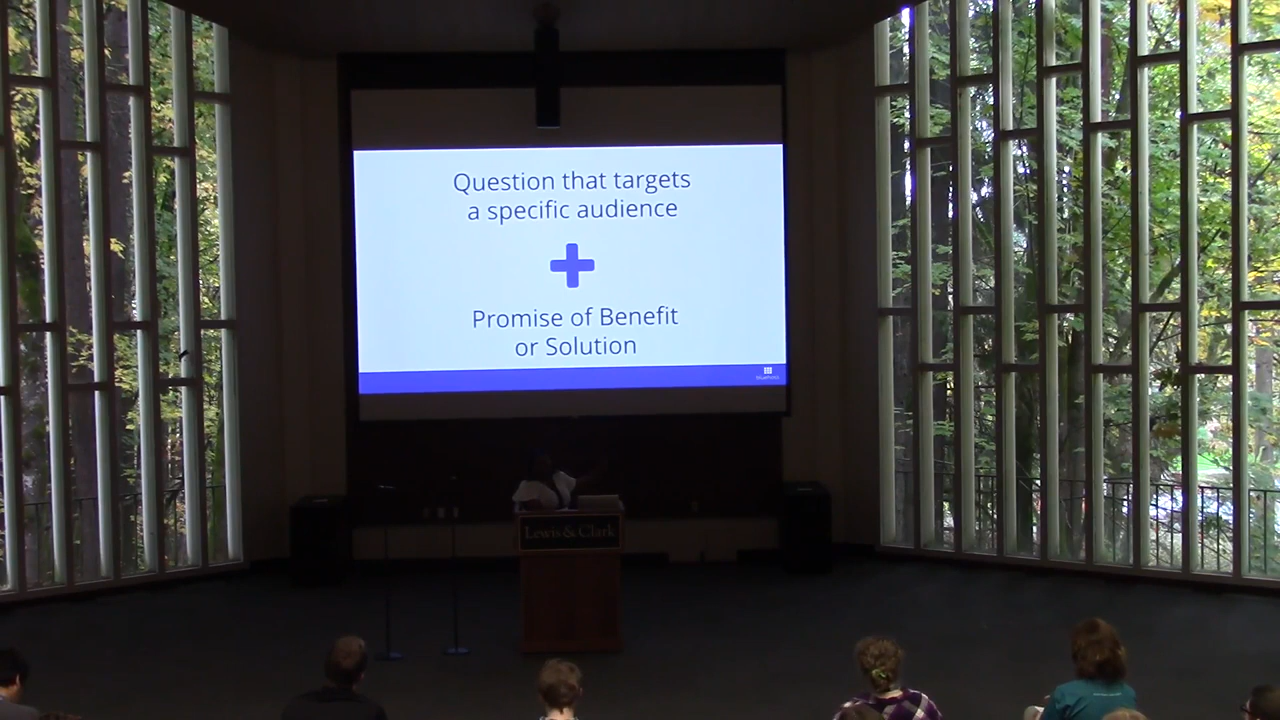 Question that targets
a specific audience
Promise of Benefit
or Solution
Lewis & Clark